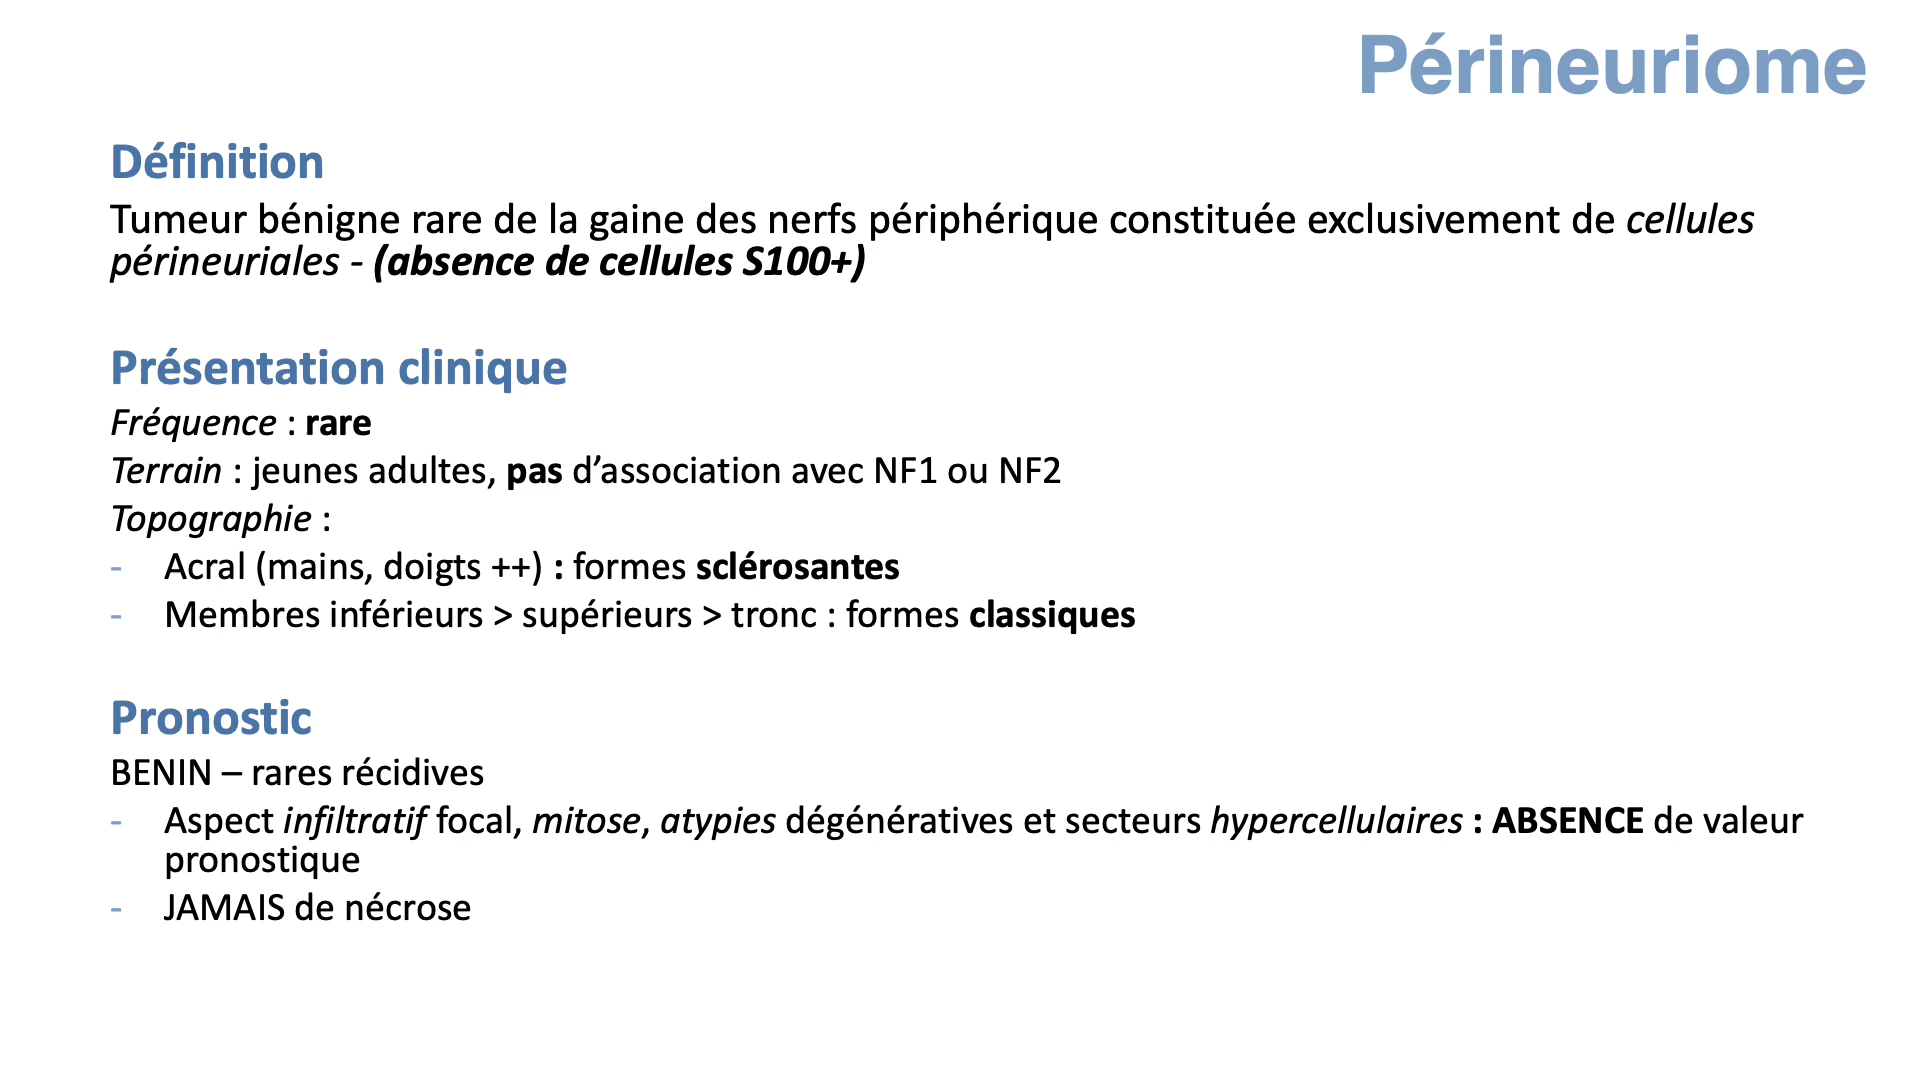 Périneuriome
Définition
Tumeur bénigne rare de la gaine des nerfs périphérique constituée exclusivement de cellules
périneuriales - (absence de cellules S100+)
Présentation clinique
Fréquence : rare
Terrain : jeunes adultes, pas d’association avec NF1 ou NF2
Topographie :
- Acral (mains, doigts ++) : formes sclérosantes
- Membres inférieurs > supérieurs > tronc : formes classiques
Pronostic
BENIN – rares récidives
- Aspect infiltratif focal, mitose, atypies dégénératives et secteurs hypercellulaires : ABSENCE de valeur
pronostique
- JAMAIS de nécrose